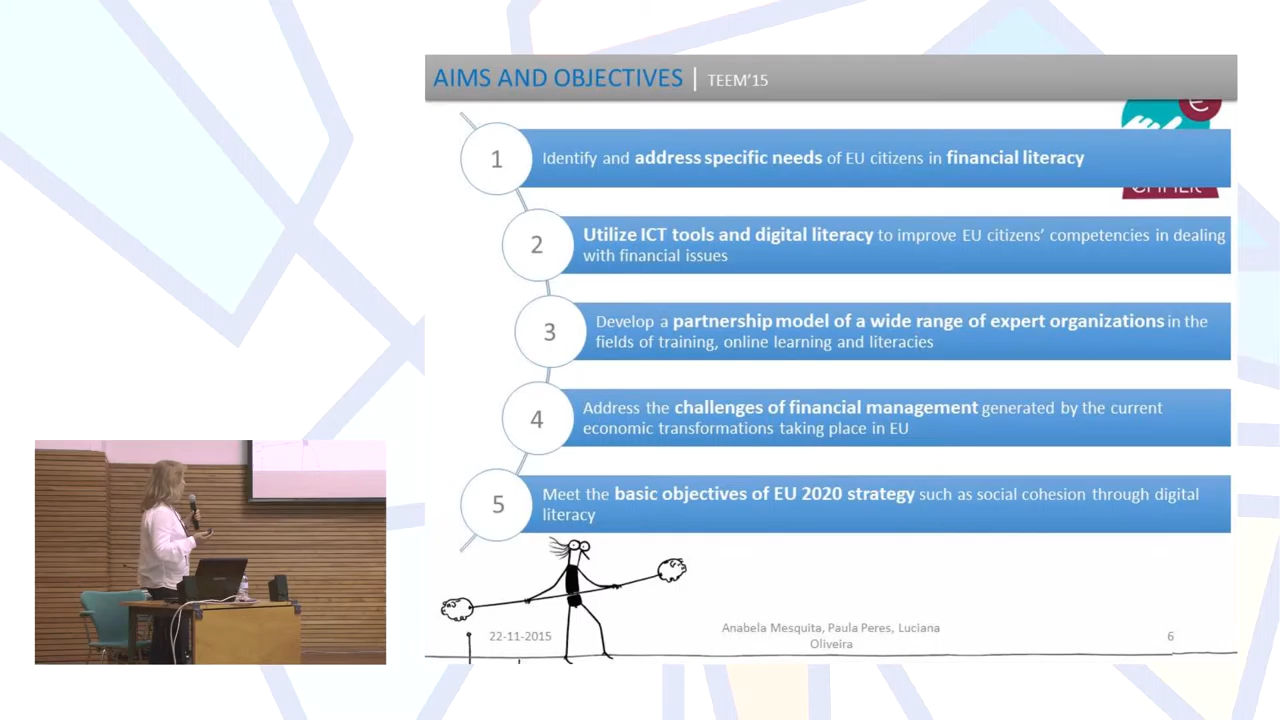 AIMS AND OBJECTIVES | TEEM'15
€
1
Identify and address specific needs of EU citizens in financial literacy
2
Utilize ICT tools and digital literacy to improve EU citizens' competencies in dealing
with financial issues
3
Develop a partnership model of a wide range of expert organizations in the
fields of training, online learning and literacies
4
Address the challenges of financial management generated by the current
economic transformations taking place in EU
5
Meet the basic objectives of EU 2020 strategy such as social cohesion through digital
literacy
22-11-2015
Anabela Mesquita, Paula Peres, Luciana
Oliveira
6